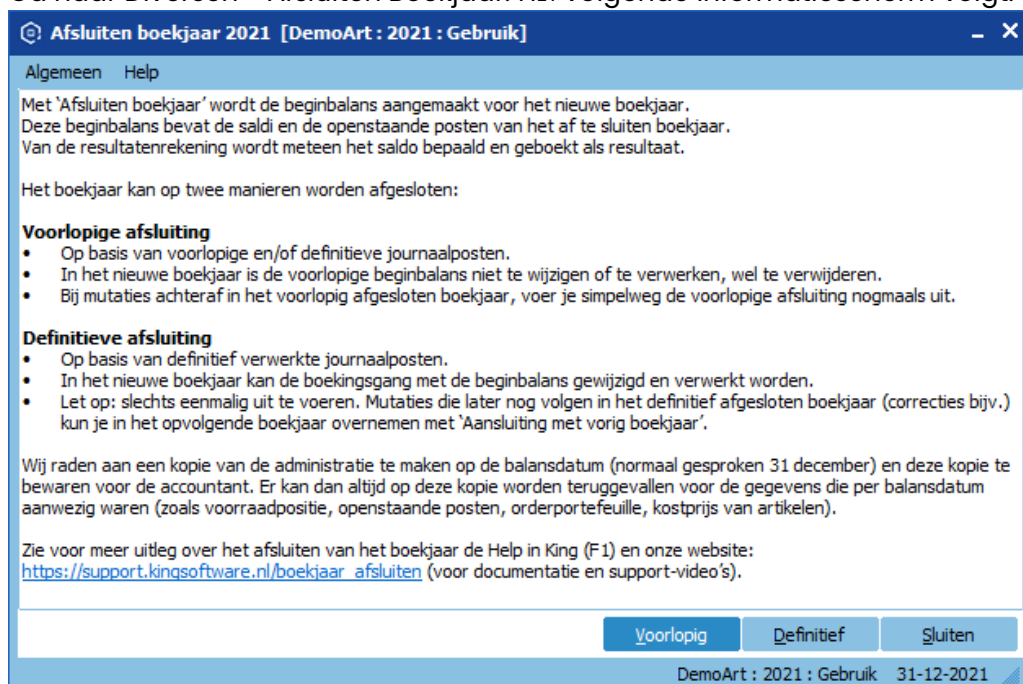 Afsluiten boekjaar 2021 [DemoArt : 2021 : Gebruik]
Algemeen Help
Met ‘Afsluiten boekjaar’ wordt de beginbalans aangemaakt voor het nieuwe boekjaar.
Deze beginbalans bevat de saldi en de openstaande posten van het af te sluiten boekjaar.
Van de resultatenrekening wordt meteen het saldo bepaald en geboekt als resultaat.
Het boekjaar kan op twee manieren worden afgesloten:
Voorlopige afsluiting
• Op basis van voorlopige en/of definitieve journaalposten.
• In het nieuwe boekjaar is de voorlopige beginbalans niet te wijzigen of te verwerken, wel te verwijderen.
• Bij mutaties achteraf in het voorlopig afgesloten boekjaar, voer je simpelweg de voorlopige afsluiting nogmaals uit.
Definitieve afsluiting
• Op basis van definitief verwerkte journaalposten.
• In het nieuwe boekjaar kan de boekingsgang met de beginbalans gewijzigd en verwerkt worden.
• Let op: slechts eenmalig uit te voeren. Mutaties die later nog volgen in het definitief afgesloten boekjaar (correcties bijv.)
kun je in het opvolgende boekjaar overnemen met ‘Aansluiting met vorig boekjaar’.
Wij raden aan een kopie van de administratie te maken op de balansdatum (normaal gesproken 31 december) en deze kopie te
bewaren voor de accountant. Er kan dan altijd op deze kopie worden teruggevallen voor de gegevens die per balansdatum
aanwezig waren (zoals voorraadpositie, openstaande posten, orderportefeuille, kostprijs van artikelen).
Zie voor meer uitleg over het afsluiten van het boekjaar de Help in King (F1) en onze website:
https://support.kingsoftware.nl/boekjaar_afsluiten (voor documentatie en support-video’s).
Voorlopig Definitief Sluiten
DemoArt : 2021 : Gebruik 31-12-2021